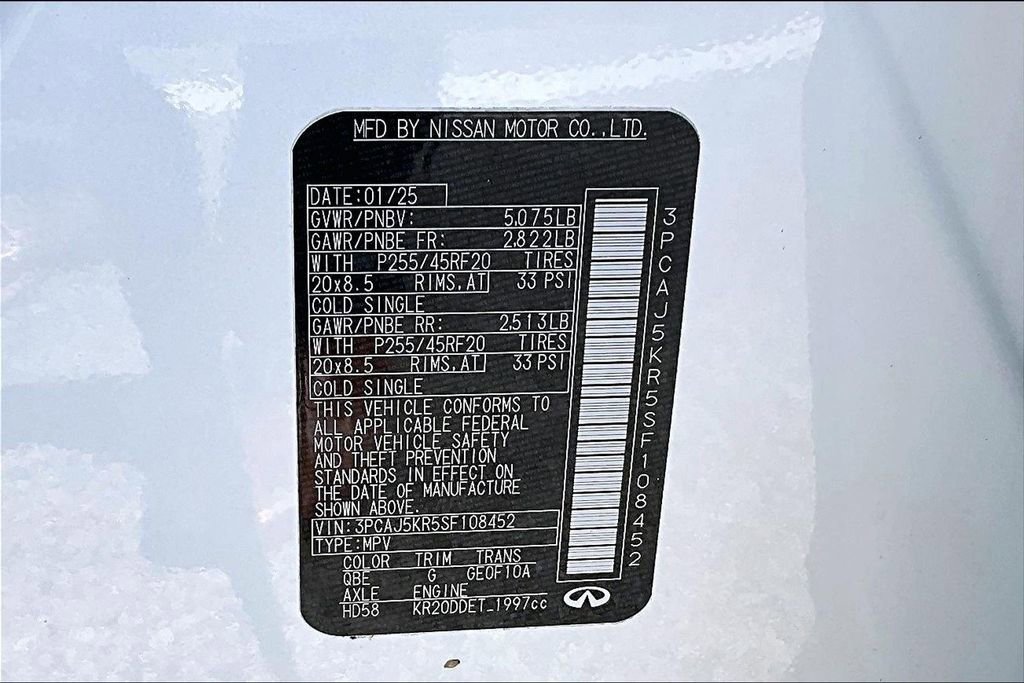 MFD BY NISSAN MOTOR CO.,LTD.
DATE:01/25
GVWR/PNBV: 5,075LB
GAWR/PNBE FR: 2,822LB
WITH P255/45RF20 TIRES
20x8.5 RIMS,AT 33 PSI
COLD SINGLE
GAWR/PNBE RR: 2,513LB
WITH P255/45RF20 TIRES
20x8.5 RIMS,AT 33 PSI
COLD SINGLE
THIS VEHICLE CONFORMS TO
ALL APPLICABLE FEDERAL
MOTOR VEHICLE SAFETY
AND THEFT PREVENTION
STANDARDS IN EFFECT ON
THE DATE OF MANUFACTURE
SHOWN ABOVE.
VIN:3PCAJ5KR5SF108452
TYPE:MPV
COLOR TRIM TRANS
QBE G GE0F10A
AXLE ENGINE
HD58 KR20DDET_1997cc
3PCAJ5KR5SF108452